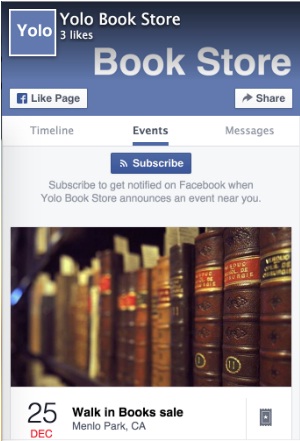 Yolo
Yolo Book Store
3 likes
Book Store
Like Page
Share
Timeline
Events
Messages
Subscribe
Subscribe to get notified on Facebook when
Yolo Book Store announces an event near you.
25
DEC
Walk in Books sale
Menlo Park, CA